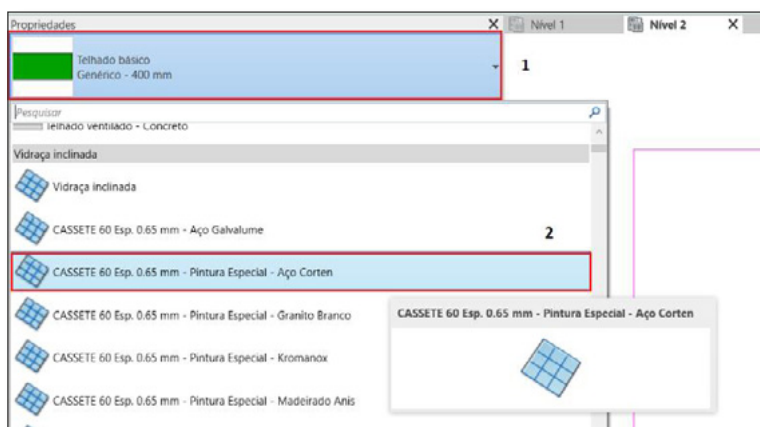 Propriedades X Nível 1 Nível 2 X
Telhado básico
Genérico - 400 mm
1
Pesquisar
Telhado ventilado - Concreto
Vidraça inclinada
Vidraça inclinada
CASSETE 60 Esp. 0.65 mm - Aço Galvalume
2
CASSETE 60 Esp. 0.65 mm - Pintura Especial - Aço Corten
CASSETE 60 Esp. 0.65 mm - Pintura Especial - Granito Branco
CASSETE 60 Esp. 0.65 mm - Pintura Especial - Aço Corten
CASSETE 60 Esp. 0.65 mm - Pintura Especial - Kromanox
CASSETE 60 Esp. 0.65 mm - Pintura Especial - Madeirado Anis